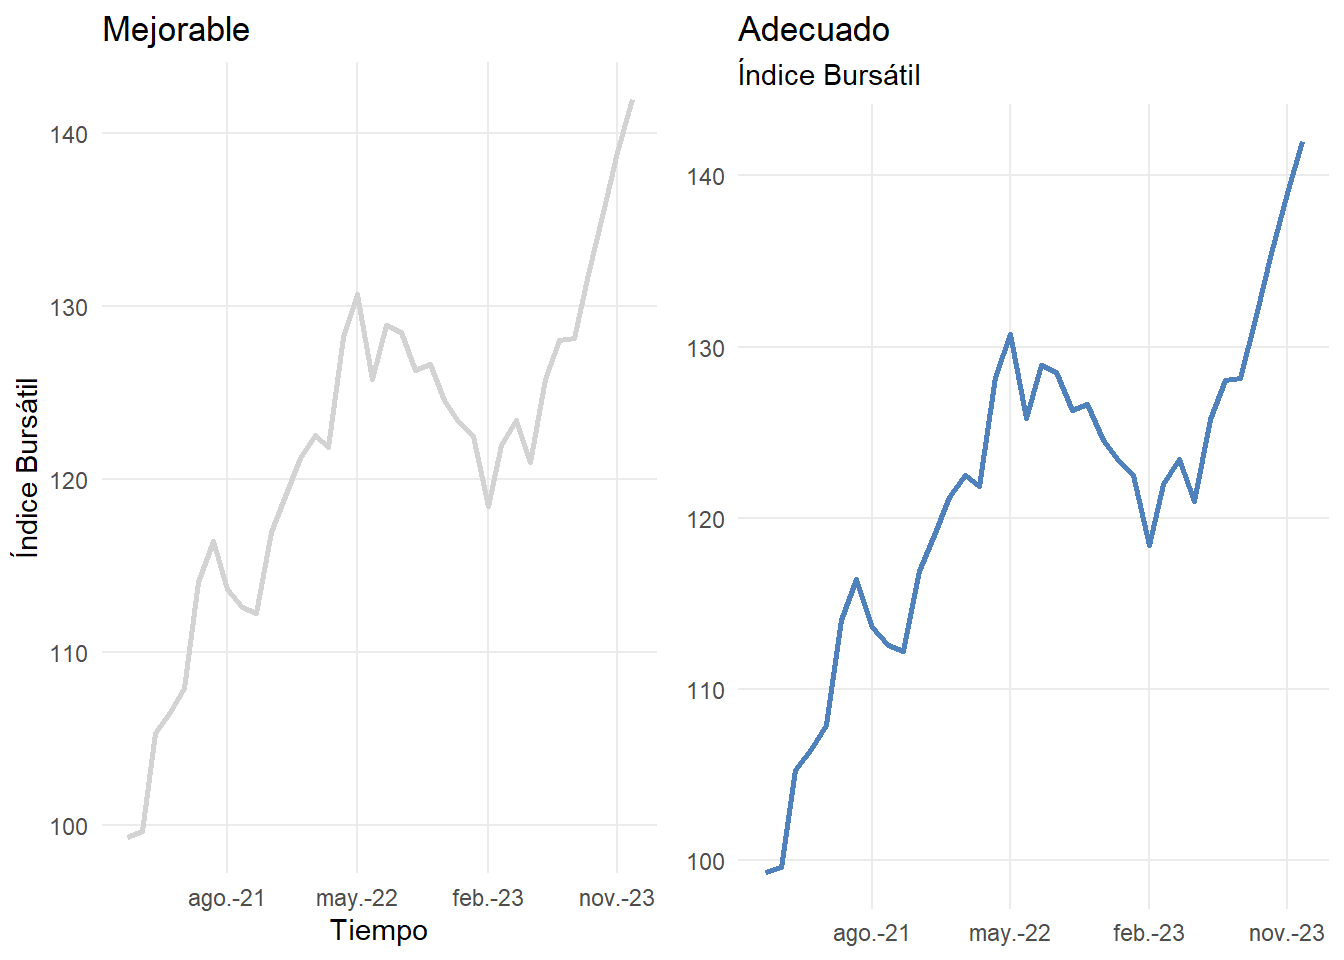 Mejorable
Índice Bursátil
140
130
120
110
100
ago.-21 may.-22 feb.-23 nov.-23
Tiempo
Adecuado
Índice Bursátil
140
130
120
110
100
ago.-21 may.-22 feb.-23 nov.-23